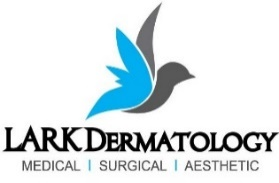 LARK DERMATOLOGY
MEDICAL | SURGICAL | AESTHETIC